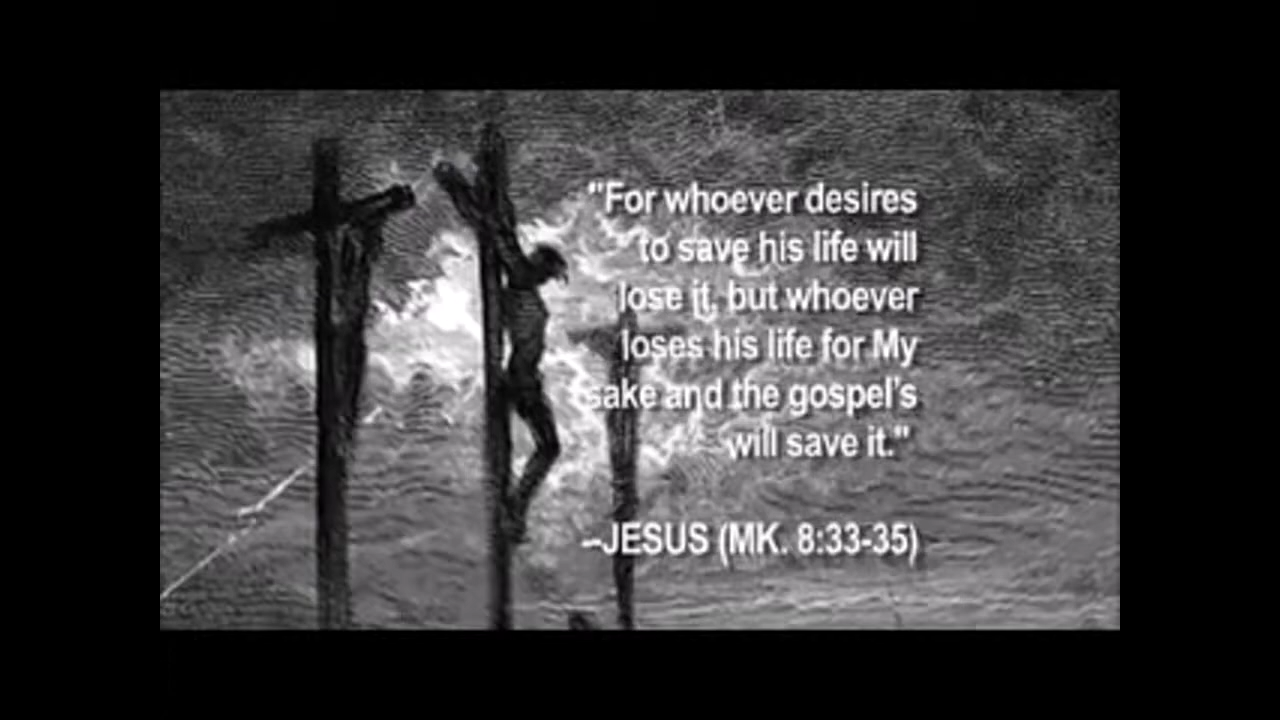 "For whoever desires
to save his life will
lose it, but whoever
loses his life for My
sake and the gospel's
will save it."
–JESUS (MK. 8:33-35)